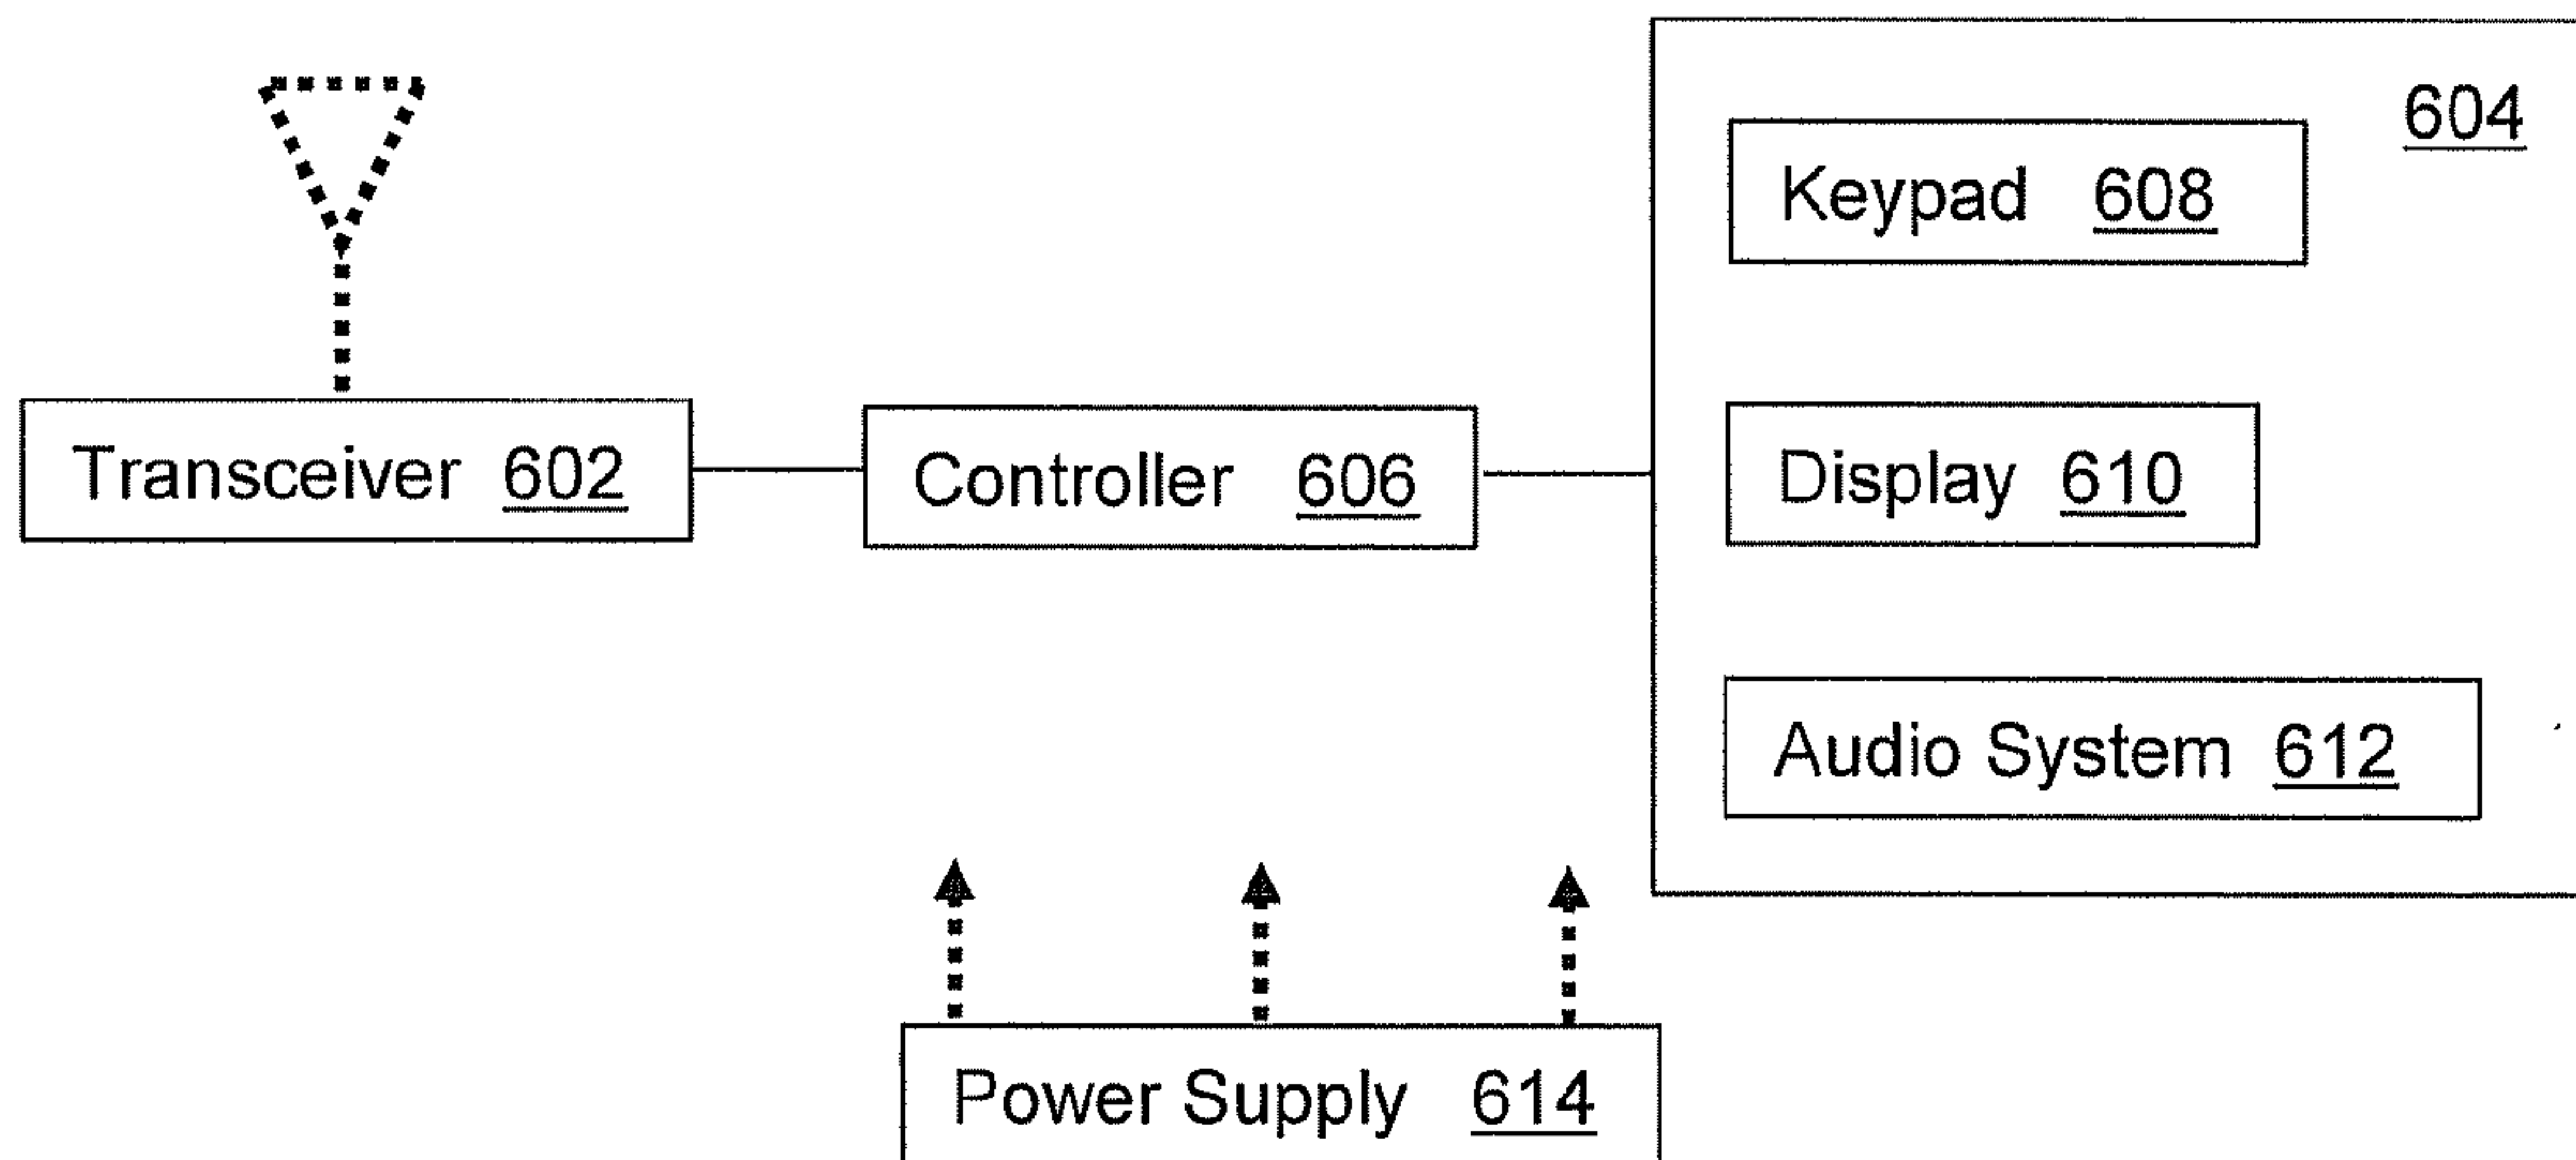 604
Keypad 608
Transceiver 602
Controller 606
Display 610
Audio System 612
Power Supply 614